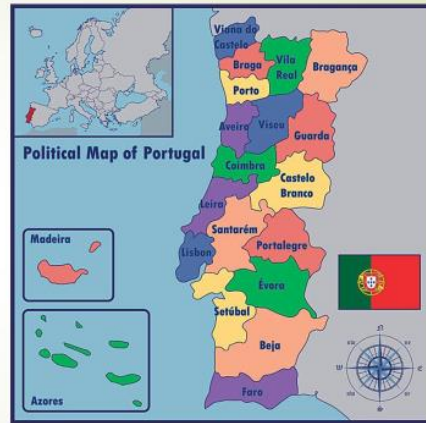 Viana do
Castelo
Braga
Vila
Real
Bragança
Porto
Aveiro
Viseu
Guarda
Political Map of Portugal
Coimbra
Castelo
Branco
Leira
Santarém
Madeira
Lisbon
Portalegre
Évora
Setúbal
Beja
Azores
Faro
N
W
E
S